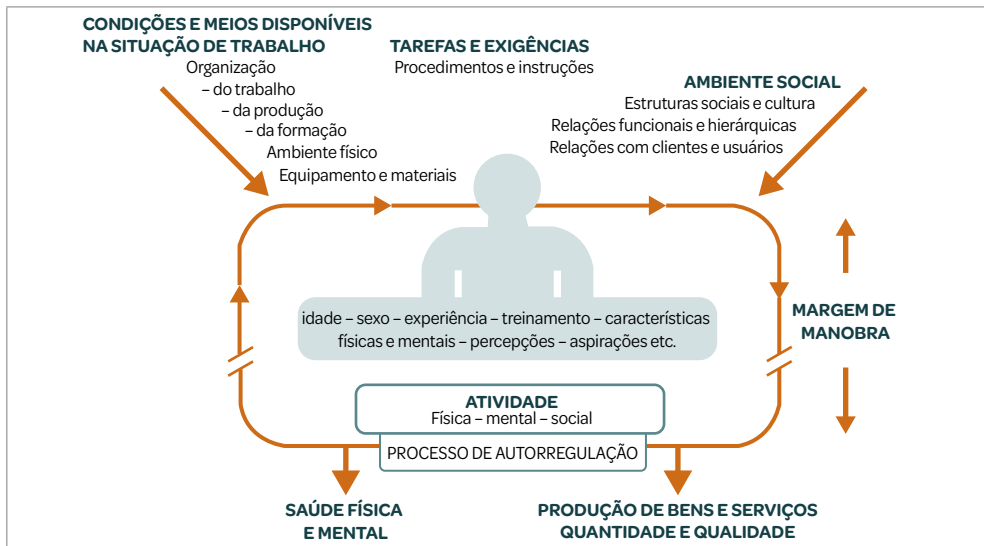 CONDIÇÕES E MEIOS DISPONÍVEIS
NA SITUAÇÃO DE TRABALHO
Organização
– do trabalho
– da produção
– da formação
Ambiente físico
Equipamento e materiais
TAREFAS E EXIGÊNCIAS
Procedimentos e instruções
AMBIENTE SOCIAL
Estruturas sociais e cultura
Relações funcionais e hierárquicas
Relações com clientes e usuários
idade – sexo – experiência – treinamento – características
físicas e mentais – percepções – aspirações etc.
MARGEM DE
MANOBRA
ATIVIDADE
Física – mental – social
PROCESSO DE AUTORREGULAÇÃO
SAÚDE FÍSICA
E MENTAL
PRODUÇÃO DE BENS E SERVIÇOS
QUANTIDADE E QUALIDADE